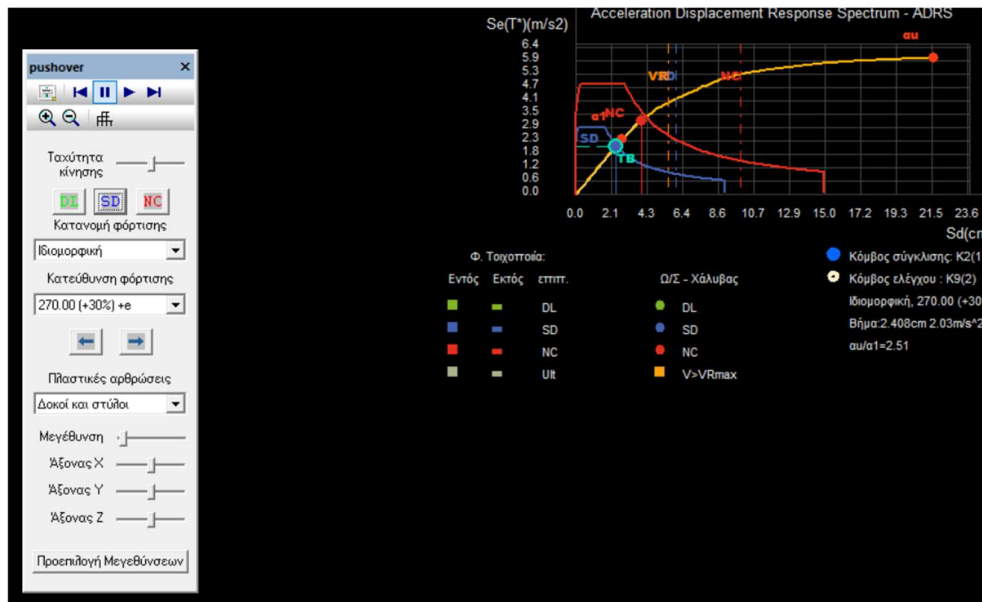 Acceleration Displacement Response Spectrum - ADRS
Se(T*)(m/s2)
6.4
5.9
5.3
4.7
4.1
3.5
2.9
2.3
1.8
1.2
0.6
0.0
αu
VR
NC
α1
NC
SD
TB
0.0 2.1 4.3 6.4 8.6 10.7 12.9 15.0 17.2 19.3 21.5 23.6
Sd(cm
pushover
Ταχύτητα
κίνησης
DL SD NC
Κατανομή φόρτισης
Ιδιομορφική
Κατεύθυνση φόρτισης
270.00 (+30%) +e
Πλαστικές αρθρώσεις
Δοκοί και στύλοι
Μεγέθυνση
Άξονας X
Άξονας Y
Άξονας Z
Προεπιλογή Μεγεθύνσεων
Φ. Τοιχοποιία:
Εντός Εκτός επιπ. Ω/Σ - Χάλυβας
DL DL
SD SD
NC NC
Ult V>VRmax
Κόμβος σύγκλισης: K2(1
Κόμβος ελέγχου : K9(2)
Ιδιομορφική, 270.00 (+30
Βήμα:2.408cm 2.03m/s^2
αu/α1=2.51